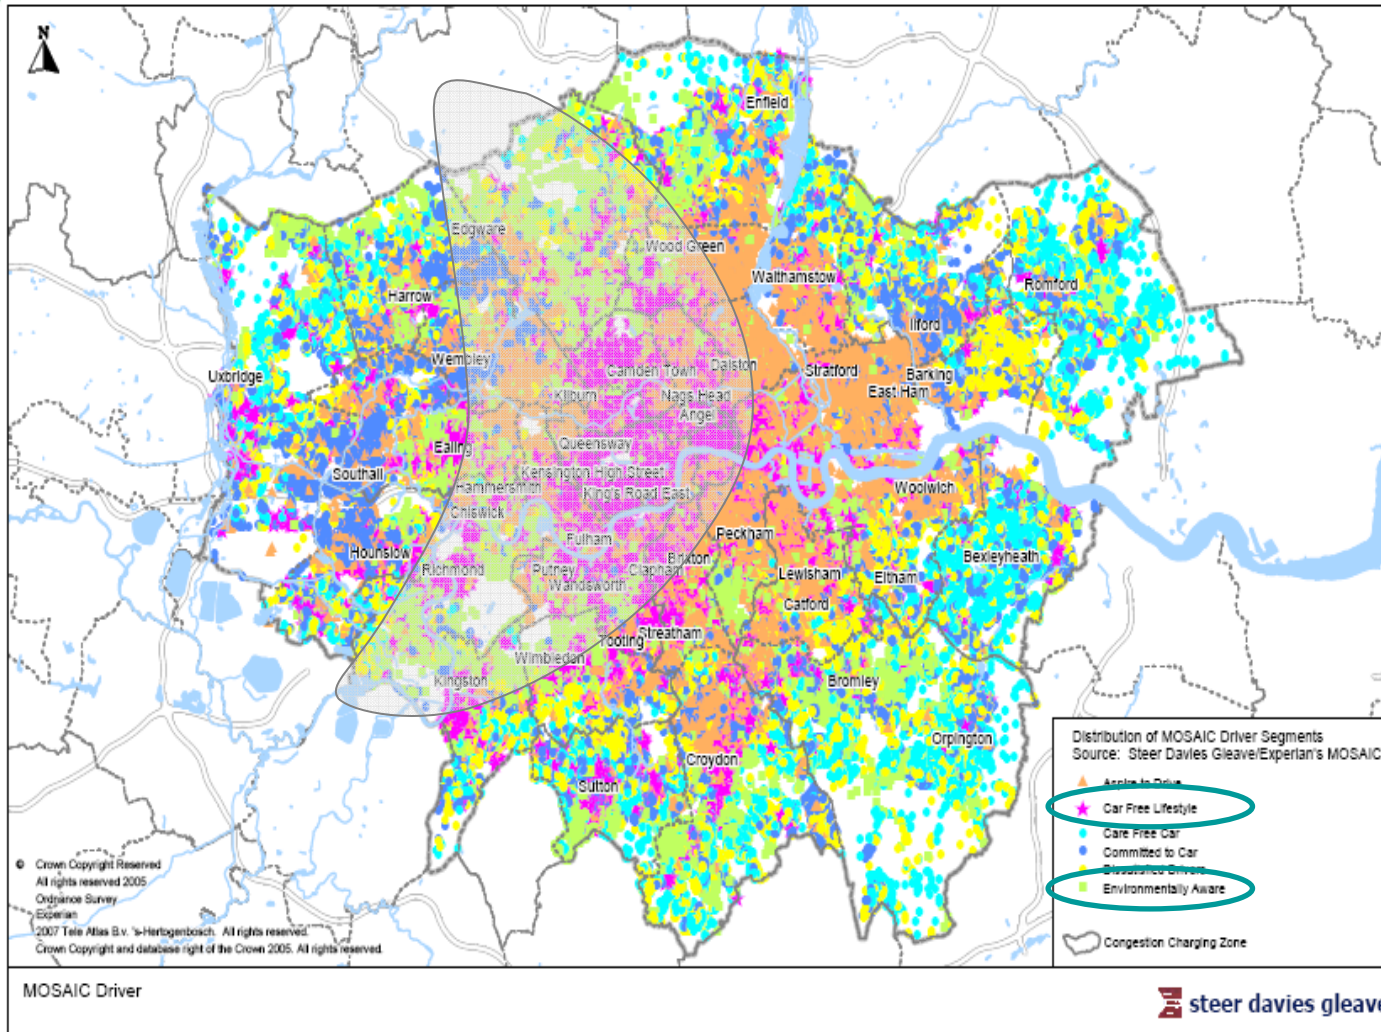 N
Enfield
Edgware
Wood Green
Walthamstow
Romford
Harrow
Ilford
Wembley
Uxbridge
Camden Town
Dalston
Stratford
Barking
East Ham
Kilburn
Nags Head
Angel
Ealing
Queensway
Southall
Kensington High Street
Hammersmith
King's Road East
Woolwich
Chiswick
Hounslow
Fulham
Peckham
Brixton
Bexleyheath
Richmond
Putney
Clapham
Lewisham
Eltham
Wandsworth
Catford
Tooting
Streatham
Wimbledon
Kingston
Bromley
Orpington
Croydon
Sutton
Distribution of MOSAIC Driver Segments
Source: Steer Davies Gleave/Experian's MOSAIC
Aspire to Drive
Car Free Lifestyle
Care Free Car
Committed to Car
Dissatisfied Drivers
Environmentally Aware
Congestion Charging Zone
© Crown Copyright Reserved
All rights reserved 2005
Ordnance Survey
Experian
2007 Tele Atlas B.v. 's-Hertogenbosch. All rights reserved.
Crown Copyright and database right of the Crown 2005. All rights reserved.
MOSAIC Driver
steer davies gleave